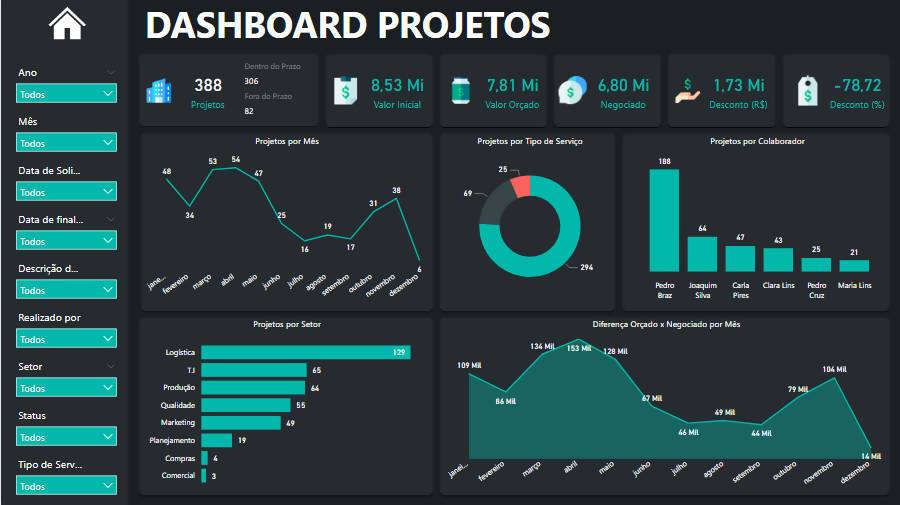 DASHBOARD PROJETOS
Ano
Todos
Mês
Todos
Data de Soli...
Todos
Data de final...
Todos
Descrição d...
Todos
Realizado por
Todos
Setor
Todos
Status
Todos
Tipo de Serv...
Todos
388
Projetos
Dentro do Prazo
306
Fora do Prazo
82
8,53 Mi
Valor Inicial
7,81 Mi
Valor Orçado
6,80 Mi
Negociado
1,73 Mi
Desconto (R$)
-78,72
Desconto (%)
Projetos por Mês
48
34
53
54
47
25
16
19
17
31
38
6
jane...
fevereiro
março
abril
maio
junho
julho
agosto
setembro
outubro
novembro
dezembro
Projetos por Tipo de Serviço
25
69
294
Projetos por Colaborador
188
64
47
43
25
21
Pedro Braz
Joaquim Silva
Carla Pires
Clara Lins
Pedro Cruz
Maria Lins
Projetos por Setor
Logística 129
T.I 65
Produção 64
Qualidade 55
Marketing 49
Planejamento 19
Compras 4
Comercial 3
Diferença Orçado x Negociado por Mês
109 Mil
86 Mil
134 Mil
153 Mil
128 Mil
67 Mil
46 Mil
49 Mil
44 Mil
79 Mil
104 Mil
14 Mil
janei...
fevereiro
março
abril
maio
junho
julho
agosto
setembro
outubro
novembro
dezembro